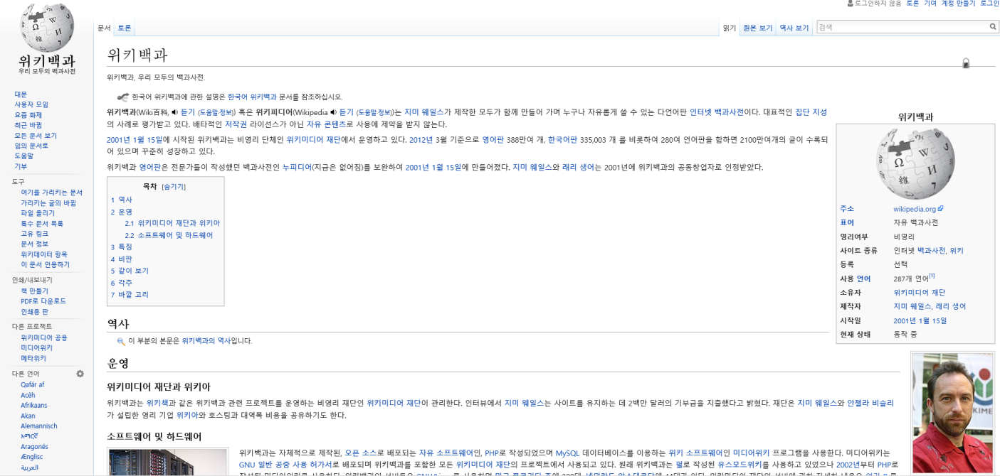 로그인하지 않음 토론 기여 계정 만들기 로그인
위키백과
우리 모두의 백과사전
문서 토론
읽기 원본 보기 역사 보기 검색
대문
사용자 모임
요즘 화제
최근 바뀜
모든 문서 보기
임의 문서로
도움말
기부
도구
여기를 가리키는 문서
가리키는 글의 바뀜
파일 올리기
특수 문서 목록
고유 링크
문서 정보
위키데이터 항목
이 문서 인용하기
인쇄/내보내기
책 만들기
PDF로 다운로드
인쇄용 판
다른 프로젝트
위키미디어 공용
미디어위키
메타위키
다른 언어
Qafár af
Acèh
Afrikaans
Akan
Alemannisch
አማርኛ
Aragonés
Ænglisc
العربية
위키백과
위키백과, 우리 모두의 백과사전.
한국어 위키백과에 관한 설명은 한국어 위키백과 문서를 참조하십시오.
위키백과(Wiki百科, 듣기 (도움말·정보)) 혹은 위키피디어(Wikipedia 듣기 (도움말·정보))는 지미 웨일스가 제작한 모두가 함께 만들어 가며 누구나 자유롭게 쓸 수 있는 다언어판 인터넷 백과사전이다. 대표적인 집단 지성
의 사례로 평가받고 있다. 배타적인 저작권 라이선스가 아닌 자유 콘텐츠로 사용에 제약을 받지 않는다.
2001년 1월 15일에 시작된 위키백과는 비영리 단체인 위키미디어 재단에서 운영하고 있다. 2012년 3월 기준으로 영어판 388만여 개, 한국어판 335,003 개 를 비롯하여 280여 언어판을 합하면 2100만여개의 글이 수록되
어 있으며 꾸준히 성장하고 있다.
위키백과 영어판은 전문가들이 작성했던 백과사전인 누피디어(지금은 없어짐)를 보완하여 2001년 1월 15일에 만들어졌다. 지미 웨일스와 래리 생어는 2001년에 위키백과의 공동창업자로 인정받았다.
목차 [숨기기]
1 역사
2 운영
2.1 위키미디어 재단과 위키아
2.2 소프트웨어 및 하드웨어
3 특징
4 비판
5 같이 보기
6 각주
7 바깥 고리
위키백과
주소 wikipedia.org
표어 자유 백과사전
영리여부 비영리
사이트 종류 인터넷 백과사전, 위키
등록 선택
사용 언어 287개 언어[1]
소유자 위키미디어 재단
제작자 지미 웨일스, 래리 생어
시작일 2001년 1월 15일
현재 상태 동작 중
역사
이 부분의 본문은 위키백과의 역사입니다.
운영
위키미디어 재단과 위키아
위키백과는 위키책과 같은 위키백과 관련 프로젝트를 운영하는 비영리 재단인 위키미디어 재단이 관리한다. 인터뷰에서 지미 웨일스는 사이트를 유지하는 데 2백만 달러의 기부금을 지출했다고 밝혔다. 재단은 지미 웨일스와 안젤라 비슬리
가 설립한 영리 기업 위키아와 호스팅과 대역폭 비용을 공유하기도 한다.
소프트웨어 및 하드웨어
위키백과는 자체적으로 제작된, 오픈 소스로 배포되는 자유 소프트웨어인, PHP로 작성되었으며 MySQL 데이터베이스를 이용하는 위키 소프트웨어인 미디어위키 프로그램을 사용한다. 미디어위키는
GNU 일반 공중 사용 허가서로 배포되며 위키백과를 포함한 모든 위키미디어 재단의 프로젝트에서 사용되고 있다. 원래 위키백과는 펄로 작성된 유스모드위키를 사용하고 있었으나 2002년부터 PHP로